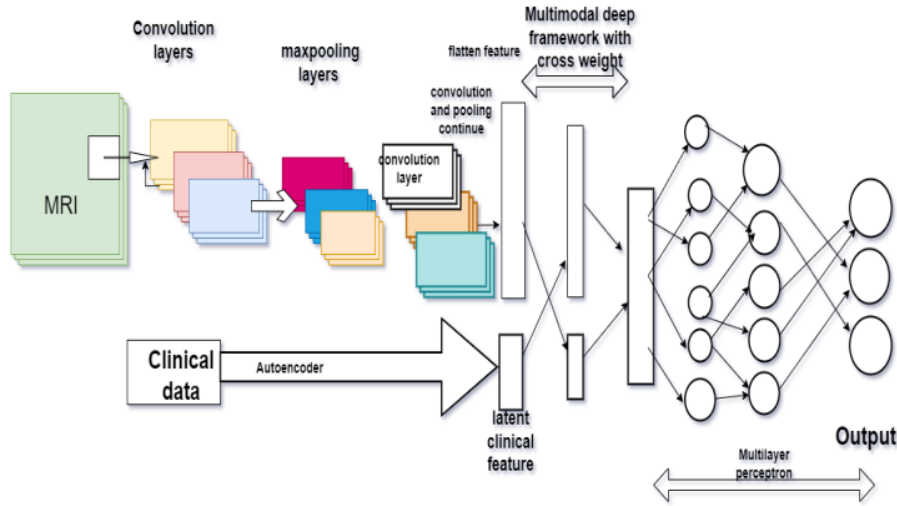 Convolution
layers
maxpooling
layers
flatten feature
Multimodal deep
framework with
cross weight
convolution
and pooling
continue
convolution
layer
MRI
Clinical
data
Autoencoder
latent
clinical
feature
Output
Multilayer
perceptron